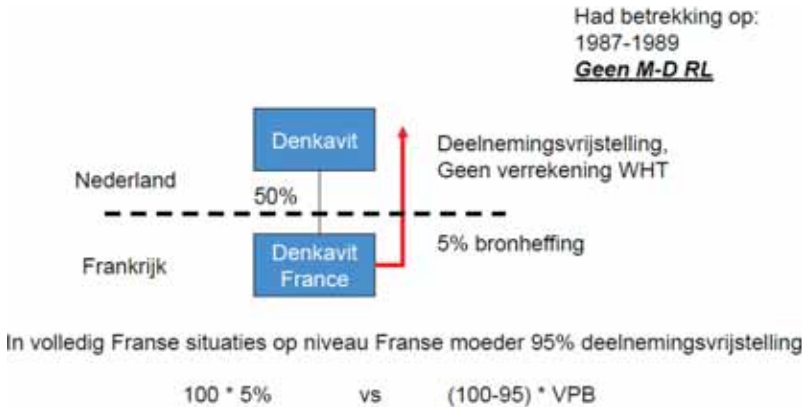 Had betrekking op:
1987-1989
Geen M-D RL
Denkavit
Deelnemingsvrijstelling,
Geen verrekening WHT
Nederland
50%
5% bronheffing
Denkavit
France
Frankrijk
In volledig Franse situaties op niveau Franse moeder 95% deelnemingsvrijstelling
100 * 5% vs (100-95) * VPB